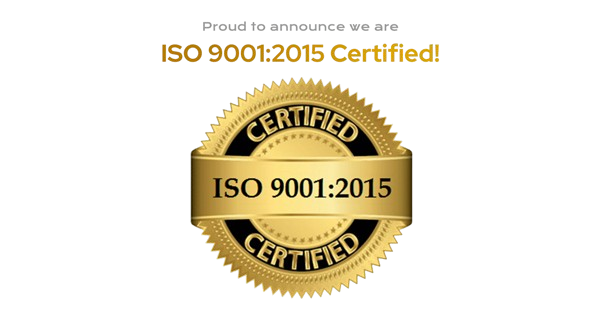 Proud to announce we are
ISO 9001:2015 Certified!
CERTIFIED
ISO 9001:2015
CERTIFIED